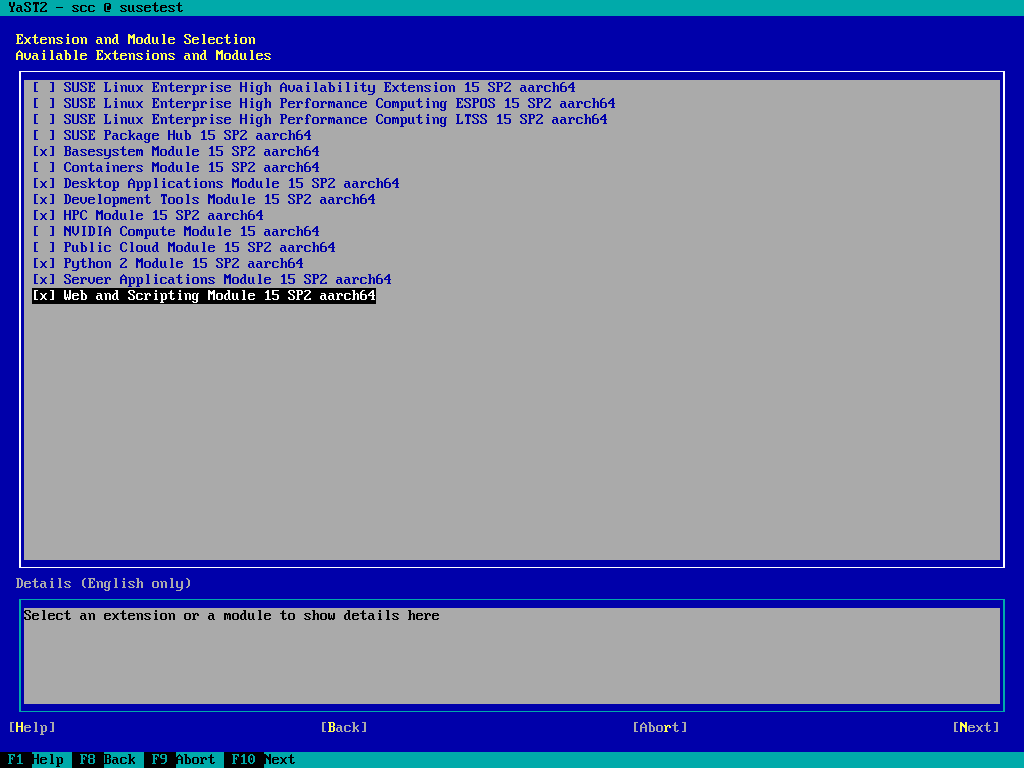 YaST2 - scc @ susetest
Extension and Module Selection
Available Extensions and Modules
[ ] SUSE Linux Enterprise High Availability Extension 15 SP2 aarch64
[ ] SUSE Linux Enterprise High Performance Computing ESPOS 15 SP2 aarch64
[ ] SUSE Linux Enterprise High Performance Computing LTSS 15 SP2 aarch64
[ ] SUSE Package Hub 15 SP2 aarch64
[x] Basesystem Module 15 SP2 aarch64
[ ] Containers Module 15 SP2 aarch64
[x] Desktop Applications Module 15 SP2 aarch64
[x] Development Tools Module 15 SP2 aarch64
[x] HPC Module 15 SP2 aarch64
[ ] NVIDIA Compute Module 15 SP2 aarch64
[ ] Public Cloud Module 15 SP2 aarch64
[x] Python 2 Module 15 SP2 aarch64
[x] Server Applications Module 15 SP2 aarch64
[x] Web and Scripting Module 15 SP2 aarch64
Details (English only)
Select an extension or a module to show details here
[Help] [Back] [Abort] [Next]
F1 Help F8 Back F9 Abort F10 Next